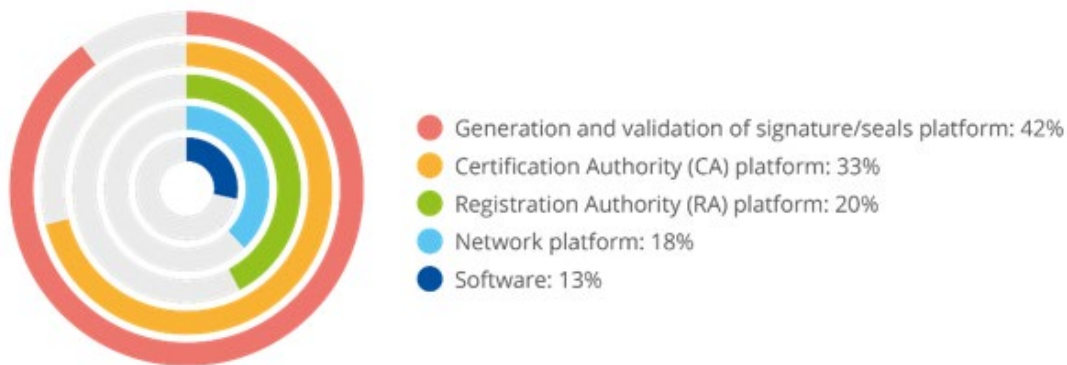 Generation and validation of signature/seals platform: 42%
Certification Authority (CA) platform: 33%
Registration Authority (RA) platform: 20%
Network platform: 18%
Software: 13%